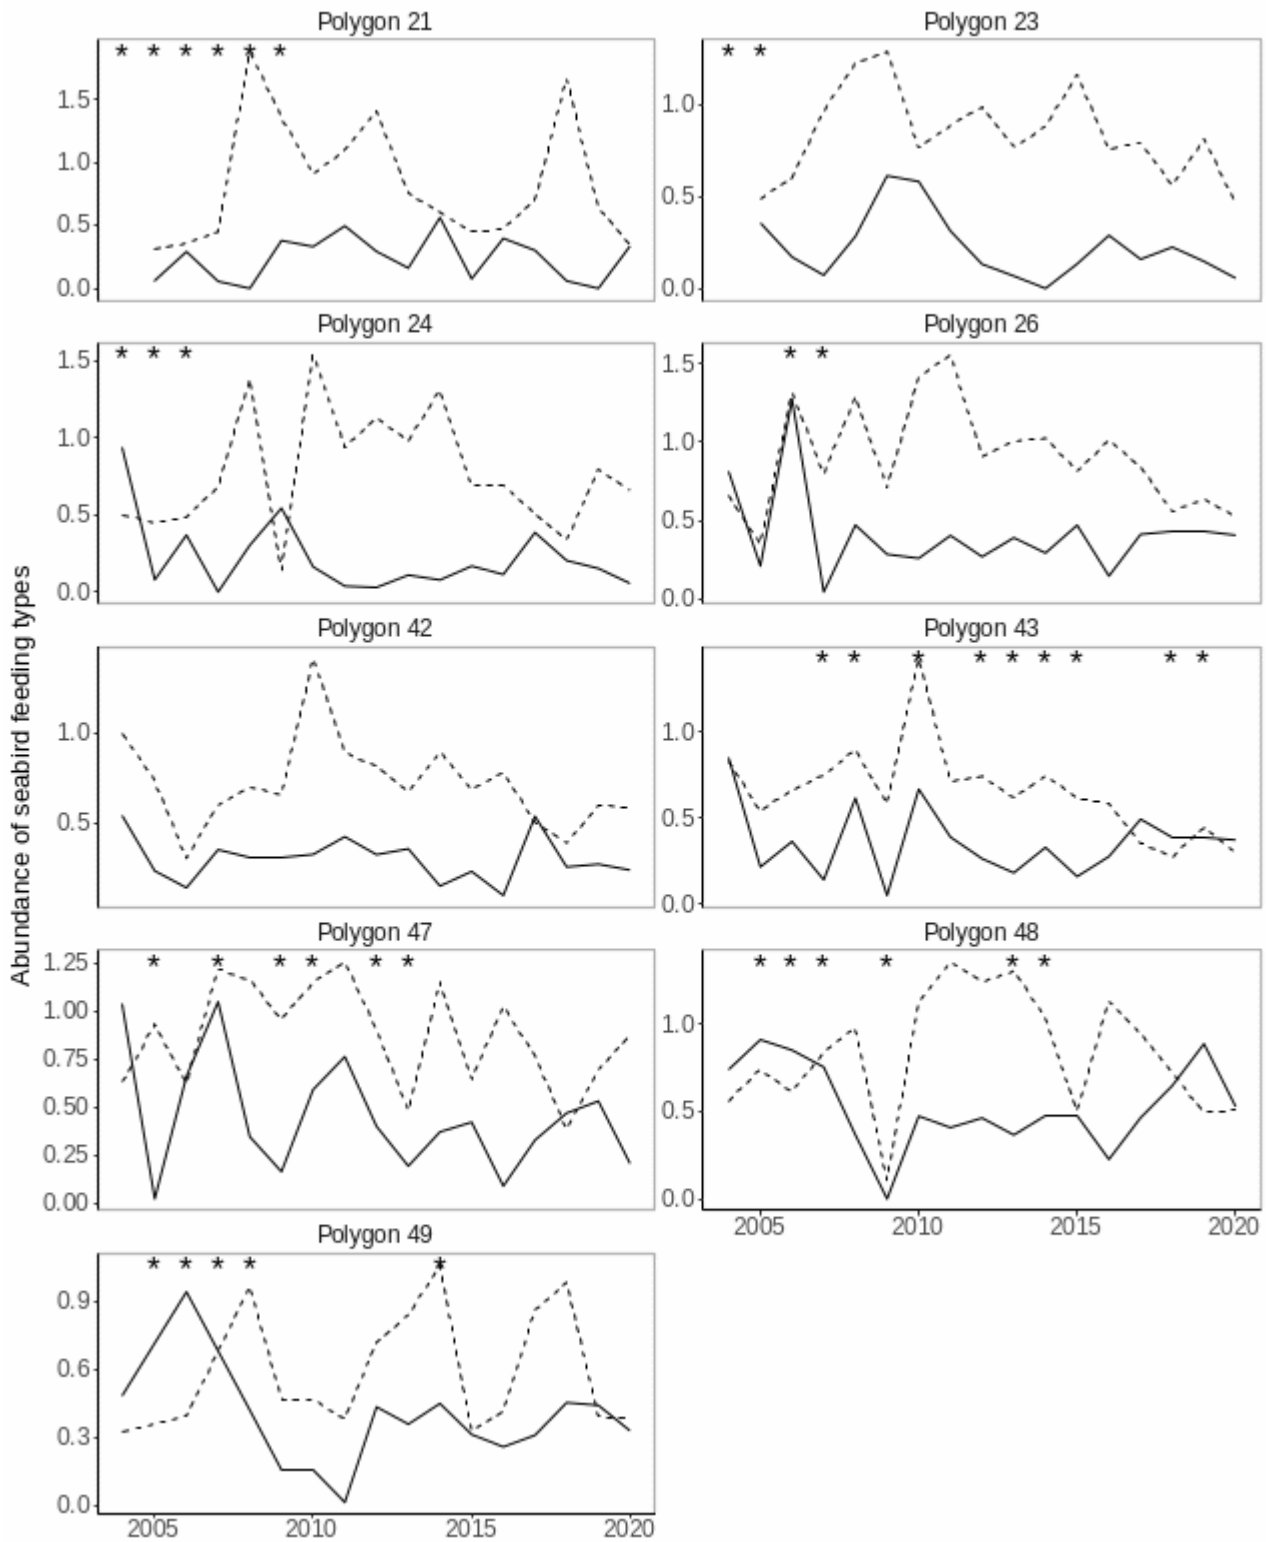 Polygon 21
* * * * * *
1.5
1.0
0.5
0.0
Polygon 23
* *
1.0
0.5
0.0
Polygon 24
* * *
1.5
1.0
0.5
0.0
Polygon 26
* *
1.5
1.0
0.5
0.0
Abundance of seabird feeding types
Polygon 42
1.0
0.5
Polygon 43
* * * * * * * * *
1.0
0.5
0.0
Polygon 47
* * * * * *
1.25
1.00
0.75
0.50
0.25
0.00
Polygon 48
* * * * * *
1.0
0.5
0.0
2005 2010 2015 2020
Polygon 49
* * * * *
0.9
0.6
0.3
0.0
2005 2010 2015 2020